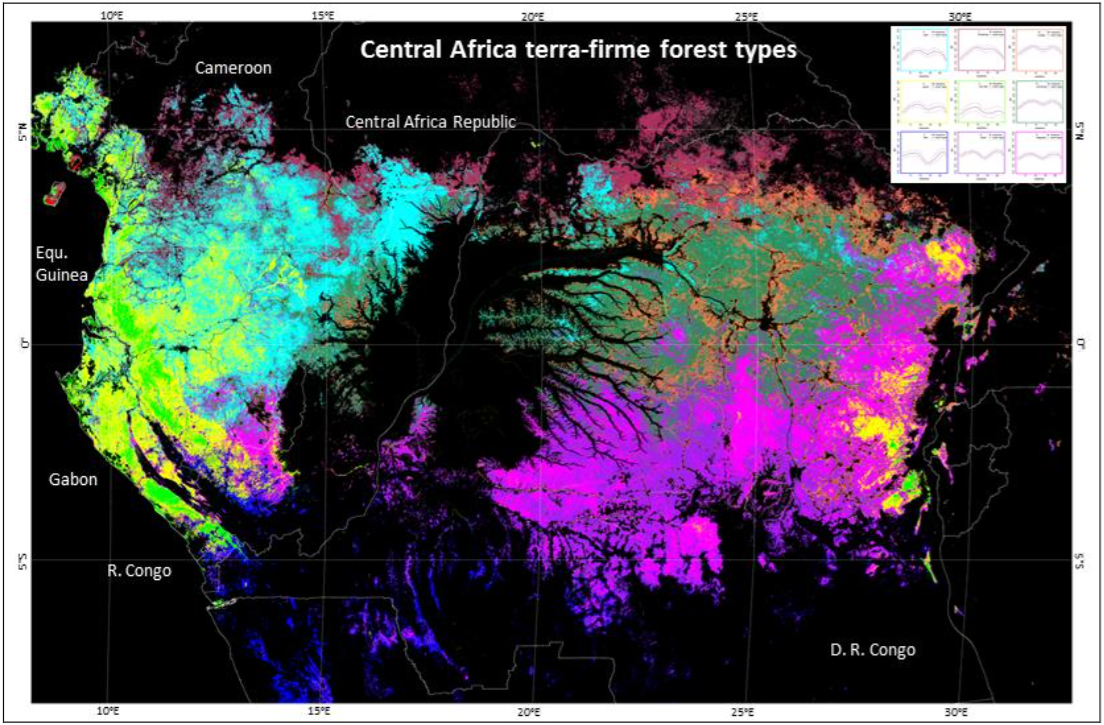 10°E 15°E 20°E 25°E 30°E
Central Africa terra-firme forest types
Cameroon
Central Africa Republic
5°N 5°N
Equ.
Guinea
0° 0°
Gabon
R. Congo
5°S 5°S
D. R. Congo
10°E 15°E 20°E 25°E 30°E